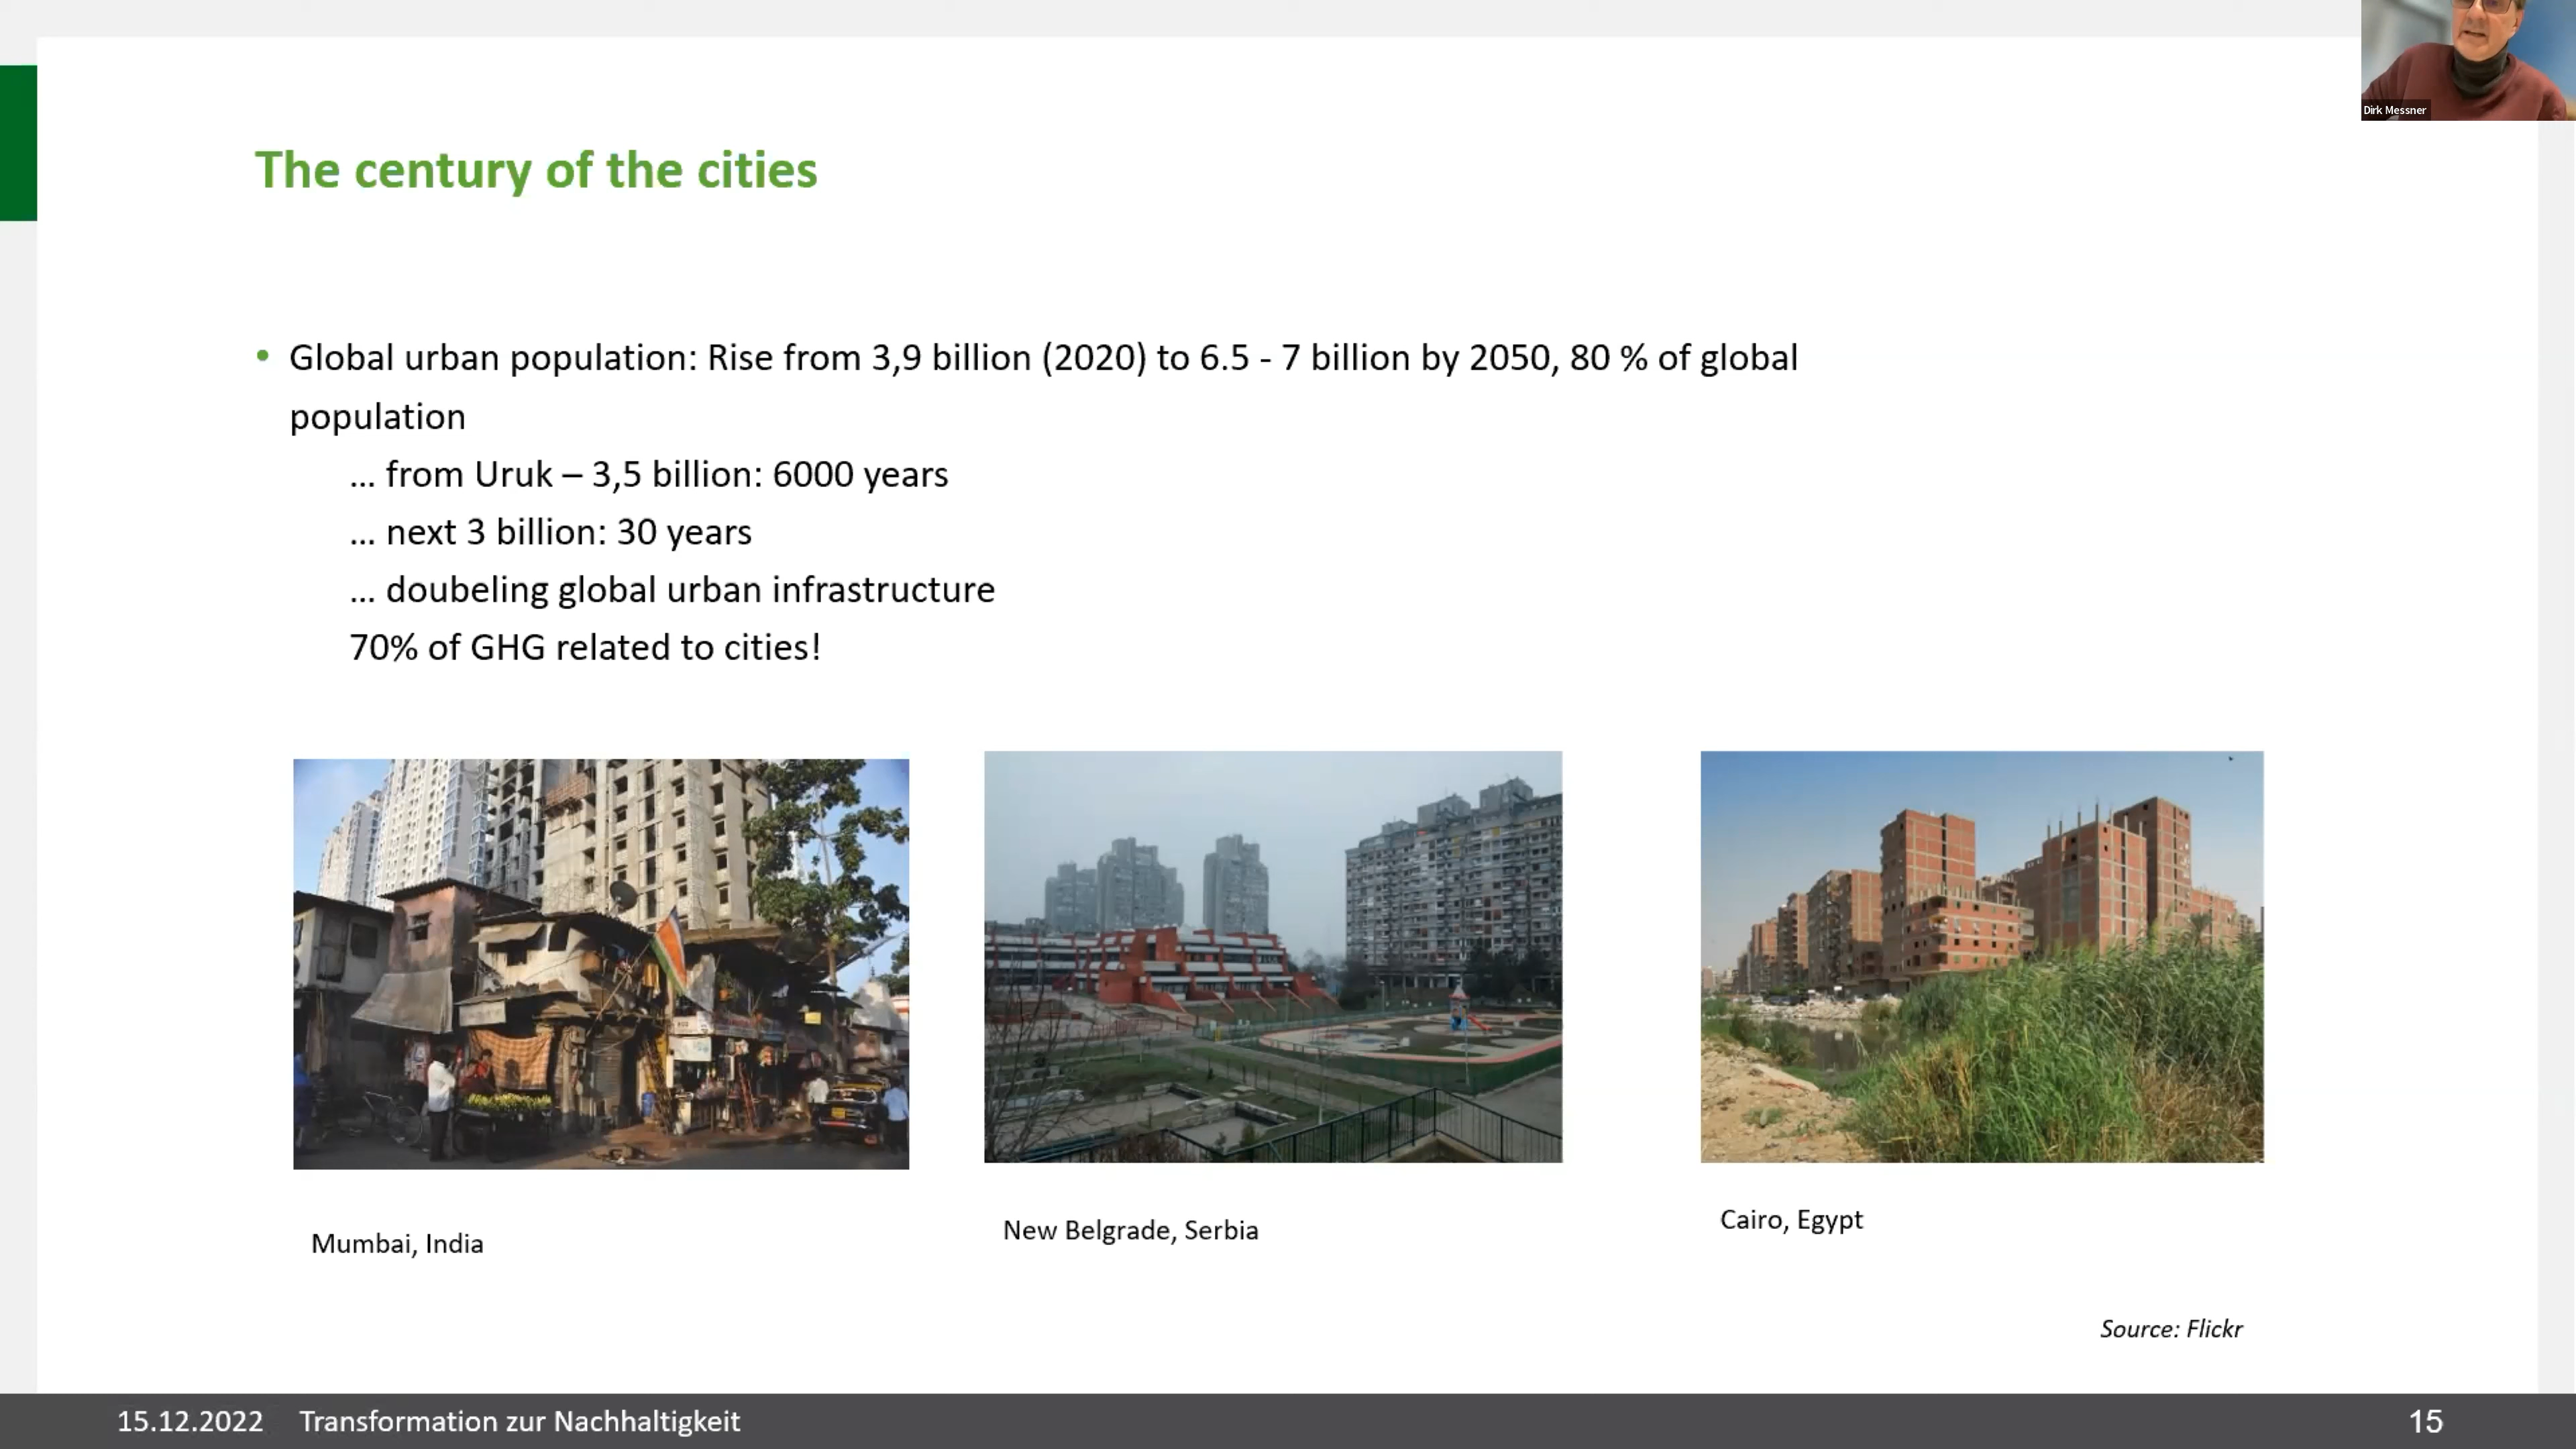 Dirk Messner
The century of the cities
• Global urban population: Rise from 3,9 billion (2020) to 6.5 - 7 billion by 2050, 80 % of global
population
... from Uruk – 3,5 billion: 6000 years
... next 3 billion: 30 years
... doubeling global urban infrastructure
70% of GHG related to cities!
Mumbai, India
New Belgrade, Serbia
Cairo, Egypt
Source: Flickr
15.12.2022 Transformation zur Nachhaltigkeit 15